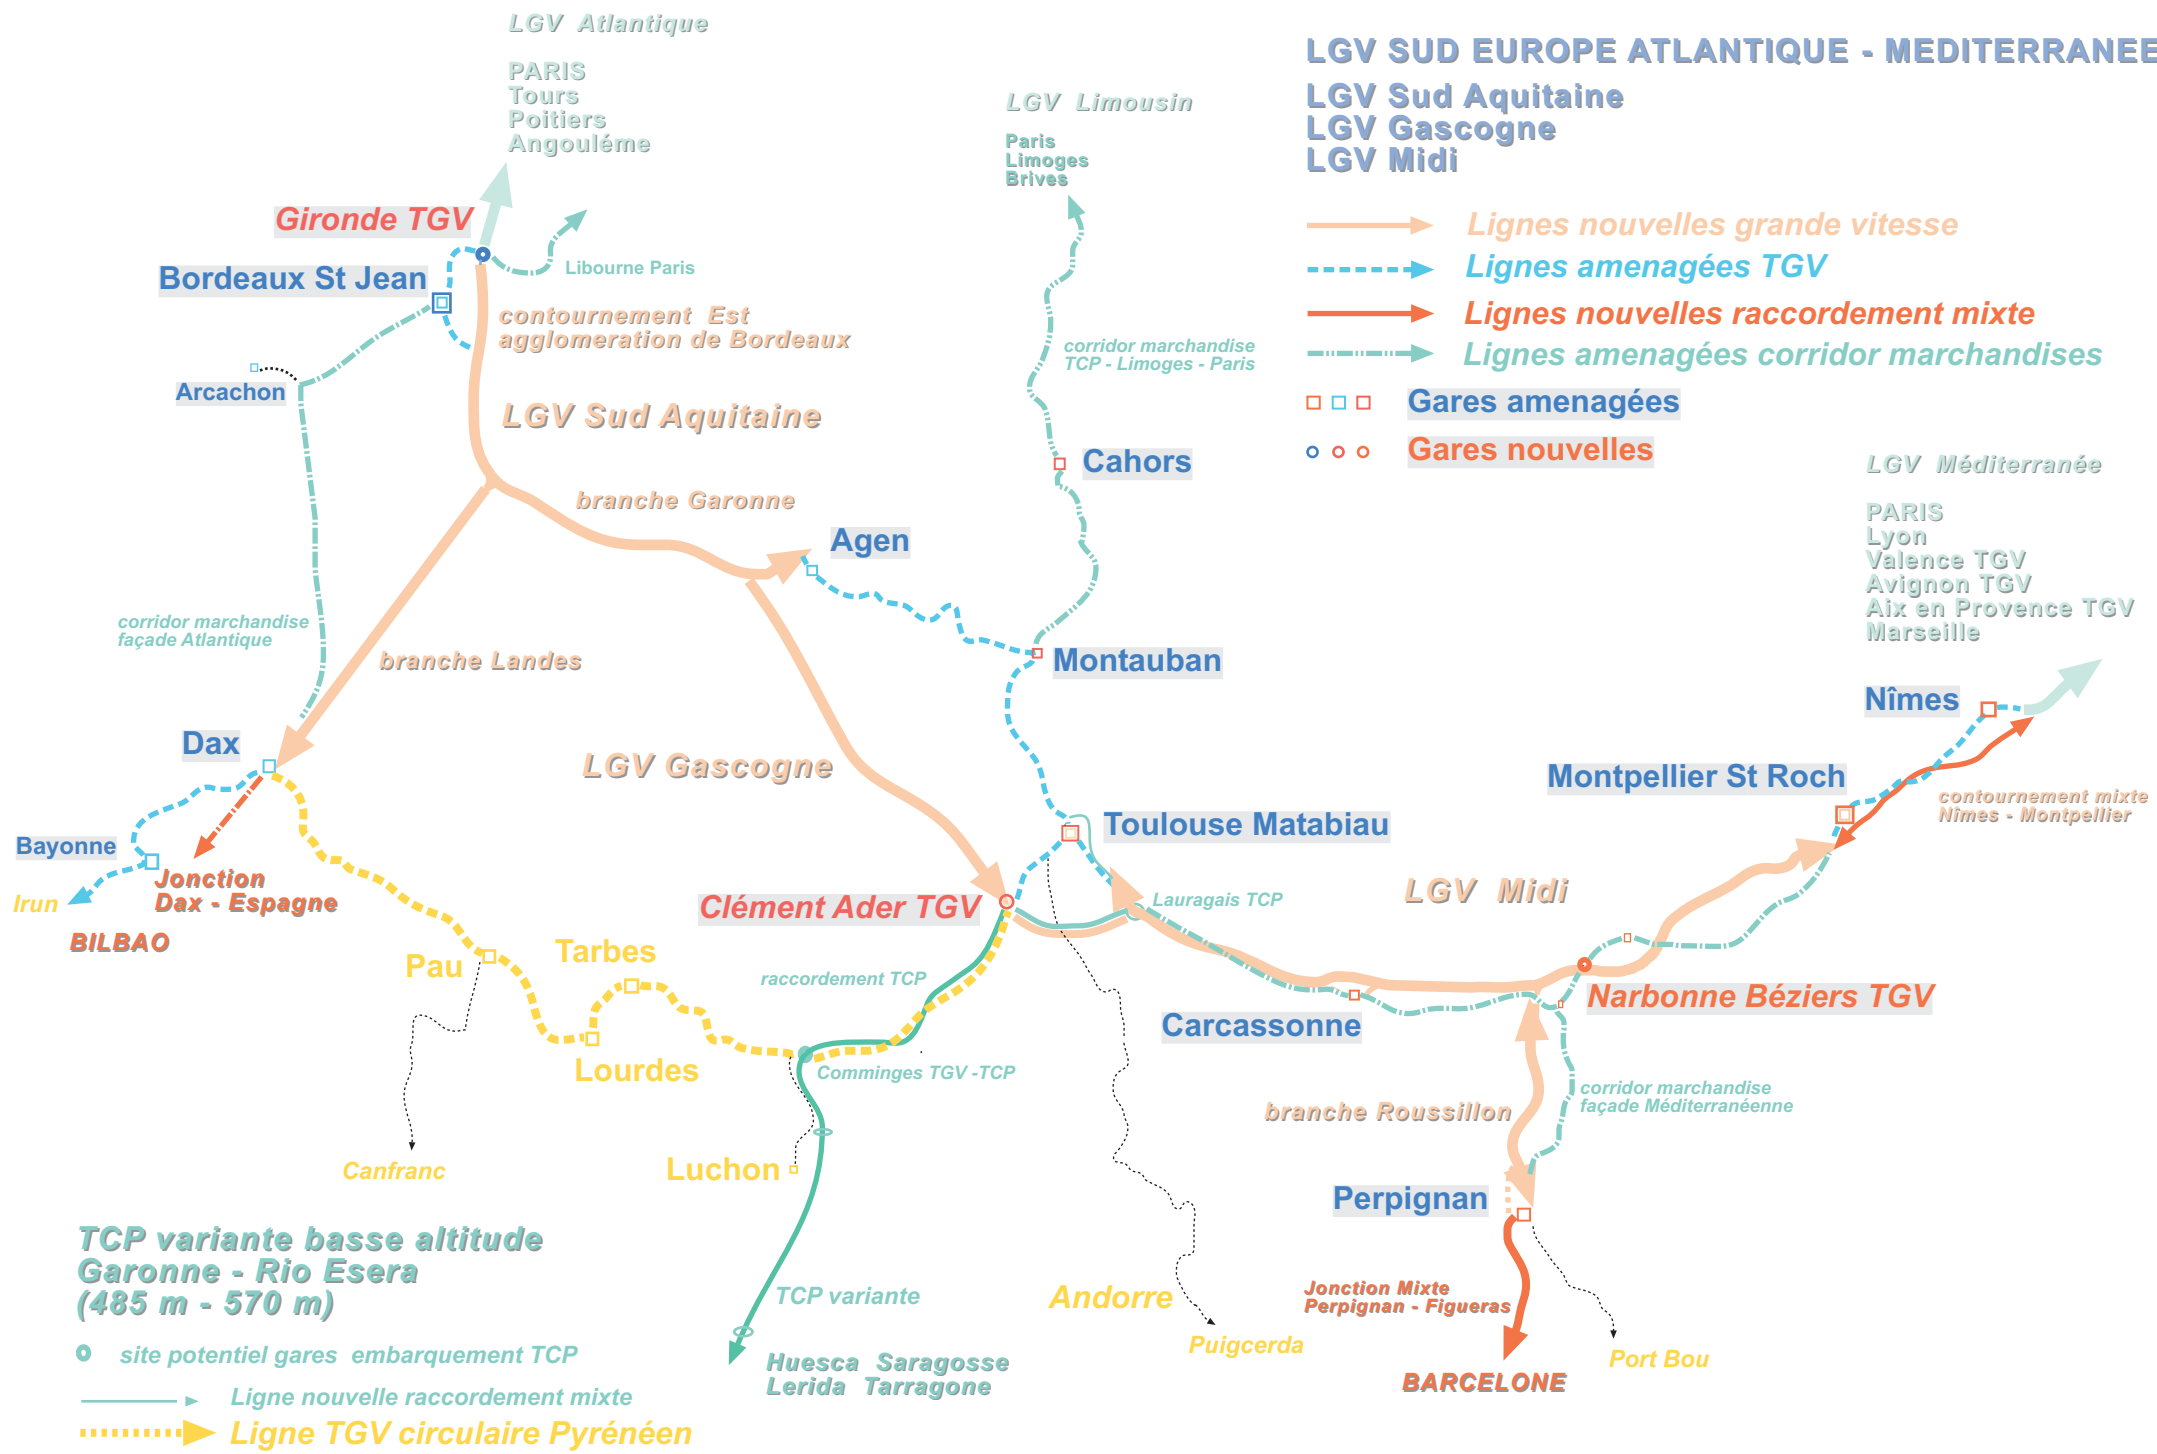 LGV Atlantique
PARIS
Tours
Poitiers
Angouléme
LGV Limousin
Paris
Limoges
Brives
LGV SUD EUROPE ATLANTIQUE - MEDITERRANEE
LGV Sud Aquitaine
LGV Gascogne
LGV Midi
Lignes nouvelles grande vitesse
Lignes amenagées TGV
Lignes nouvelles raccordement mixte
Lignes amenagées corridor marchandises
Gares amenagées
Gares nouvelles
Gironde TGV
Bordeaux St Jean
Libourne Paris
contournement Est
agglomeration de Bordeaux
Arcachon
LGV Sud Aquitaine
corridor marchandise
TCP - Limoges - Paris
Cahors
branche Garonne
Agen
LGV Méditerranée
PARIS
Lyon
Valence TGV
Avignon TGV
Aix en Provence TGV
Marseille
corridor marchandise
façade Atlantique
branche Landes
Montauban
Nîmes
Dax
LGV Gascogne
Montpellier St Roch
contournement mixte
Nîmes - Montpellier
Toulouse Matabiau
Bayonne
Jonction
Dax - Espagne
Irun
BILBAO
Clément Ader TGV
Lauragais TCP
LGV Midi
Pau
Tarbes
raccordement TCP
Narbonne Béziers TGV
Carcassonne
Lourdes
Comminges TGV -TCP
corridor marchandise
façade Méditerranéenne
branche Roussillon
Canfranc
Luchon
Perpignan
TCP variante basse altitude
Garonne - Rio Esera
(485 m - 570 m)
TCP variante
Andorre
Jonction Mixte
Perpignan - Figueras
Puigcerda
Port Bou
site potentiel gares embarquement TCP
Huesca Saragosse
Lerida Tarragone
BARCELONE
Ligne nouvelle raccordement mixte
Ligne TGV circulaire Pyrénéen